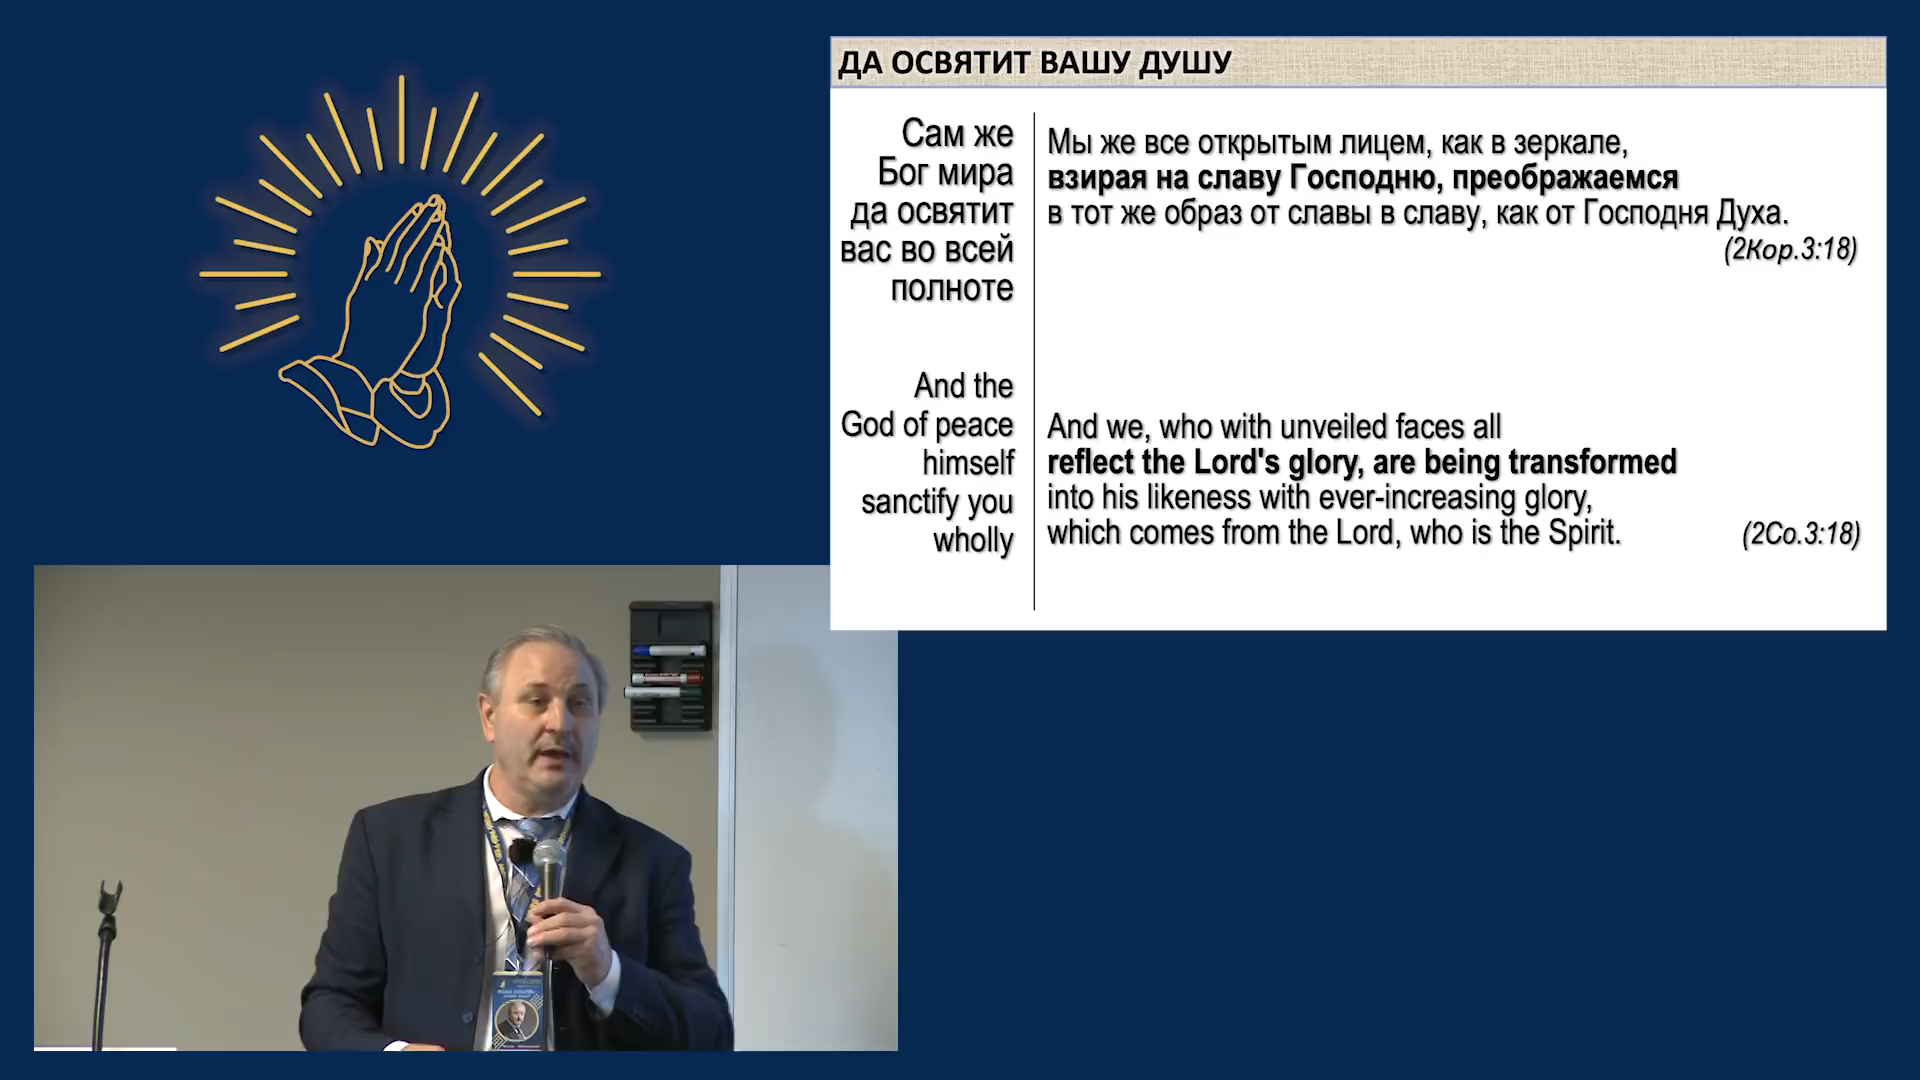 ДА ОСВЯТИТ ВАШУ ДУШУ
Сам же
Бог мира
да освятит
вас во всей
полноте
Мы же все открытым лицем, как в зеркале,
взирая на славу Господню, преображаемся
в тот же образ от славы в славу, как от Господня Духа.
(2Кор.3:18)
And the
God of peace
himself
sanctify you
wholly
And we, who with unveiled faces all
reflect the Lord's glory, are being transformed
into his likeness with ever-increasing glory,
which comes from the Lord, who is the Spirit.
(2Co.3:18)